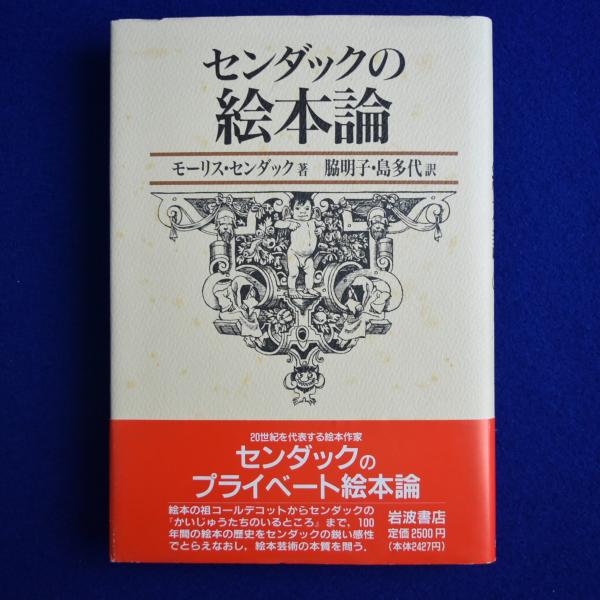 センダックの
絵本論
モーリス・センダック著 脇明子・島多代訳
20世紀を代表する絵本作家
センダックの
プライベート絵本論
絵本の祖コールデコットからセンダックの
『かいじゅうたちのいるところ』まで，100
年間の絵本の歴史をセンダックの鋭い感性
でとらえなおし，絵本芸術の本質を問う．
岩波書店
定価2500円
（本体2427円）